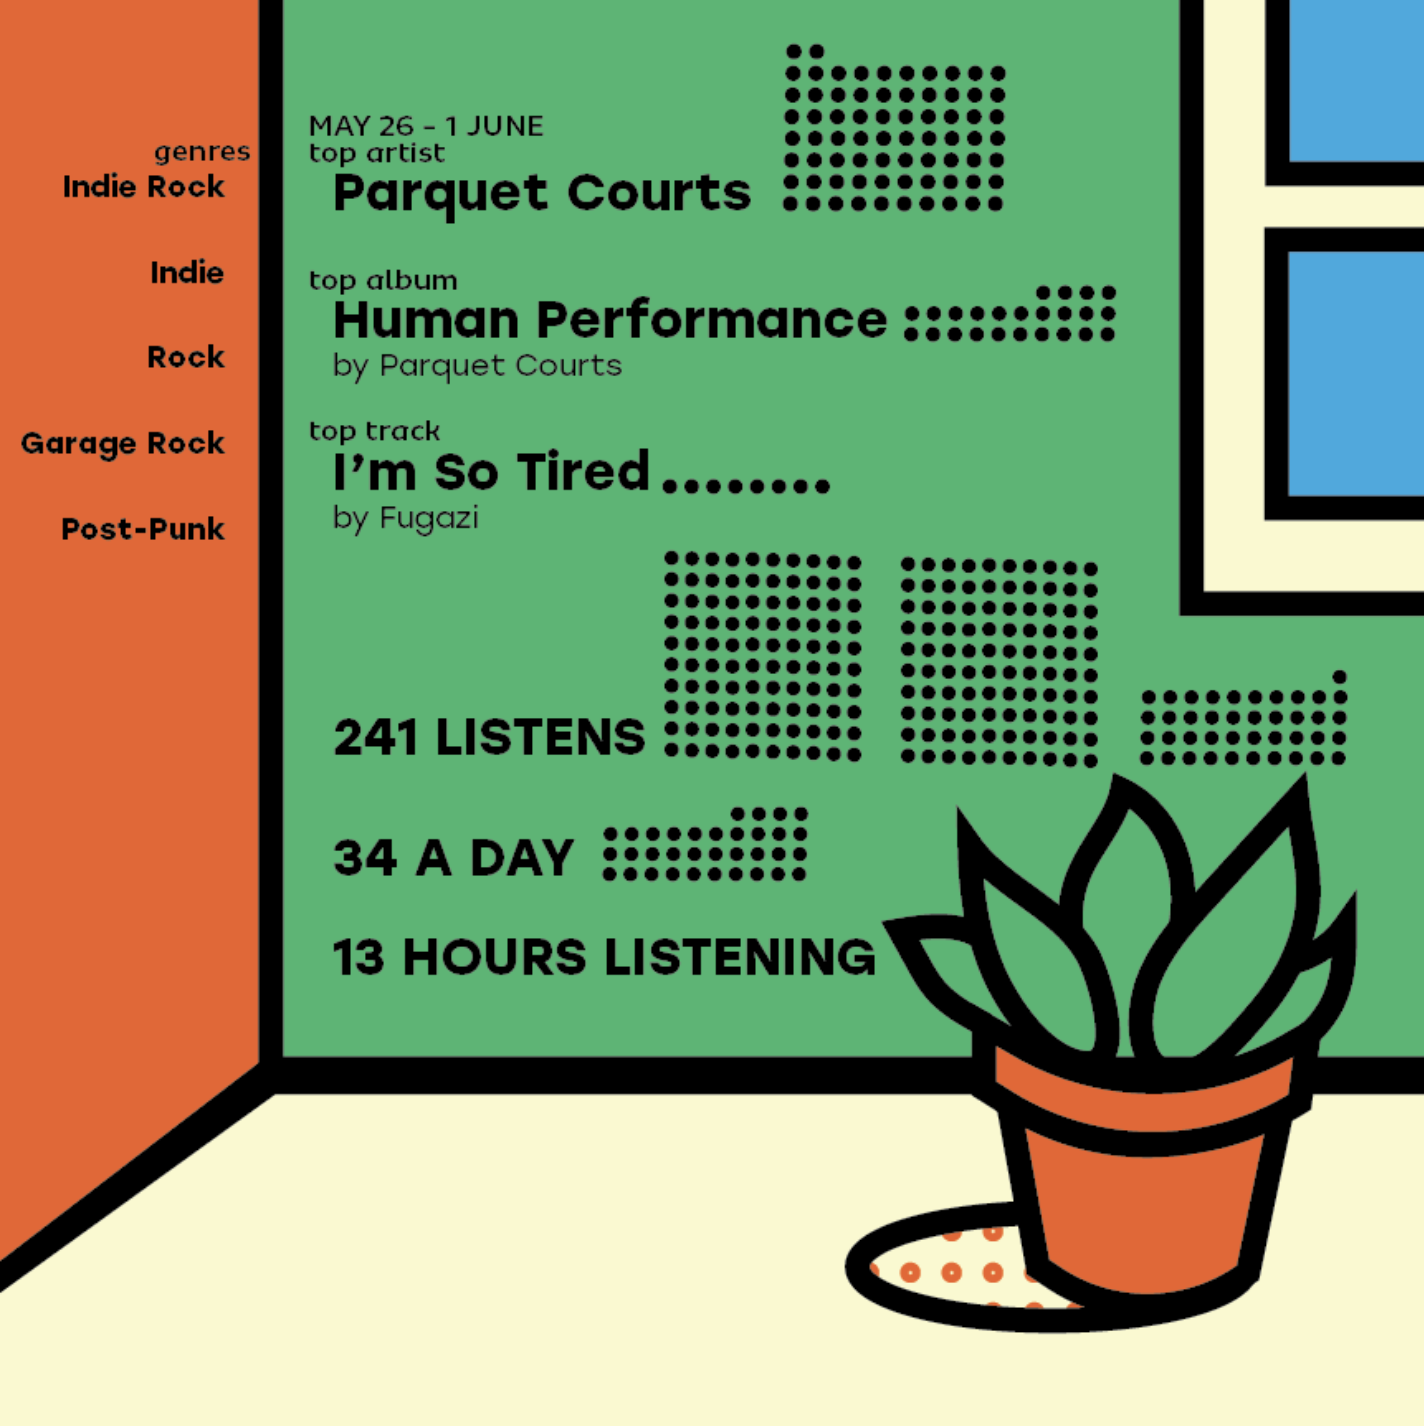 genres
Indie Rock
Indie
Rock
Garage Rock
Post-Punk
MAY 26 - 1 JUNE
top artist
Parquet Courts
top album
Human Performance
by Parquet Courts
top track
I’m So Tired
by Fugazi
241 LISTENS
34 A DAY
13 HOURS LISTENING